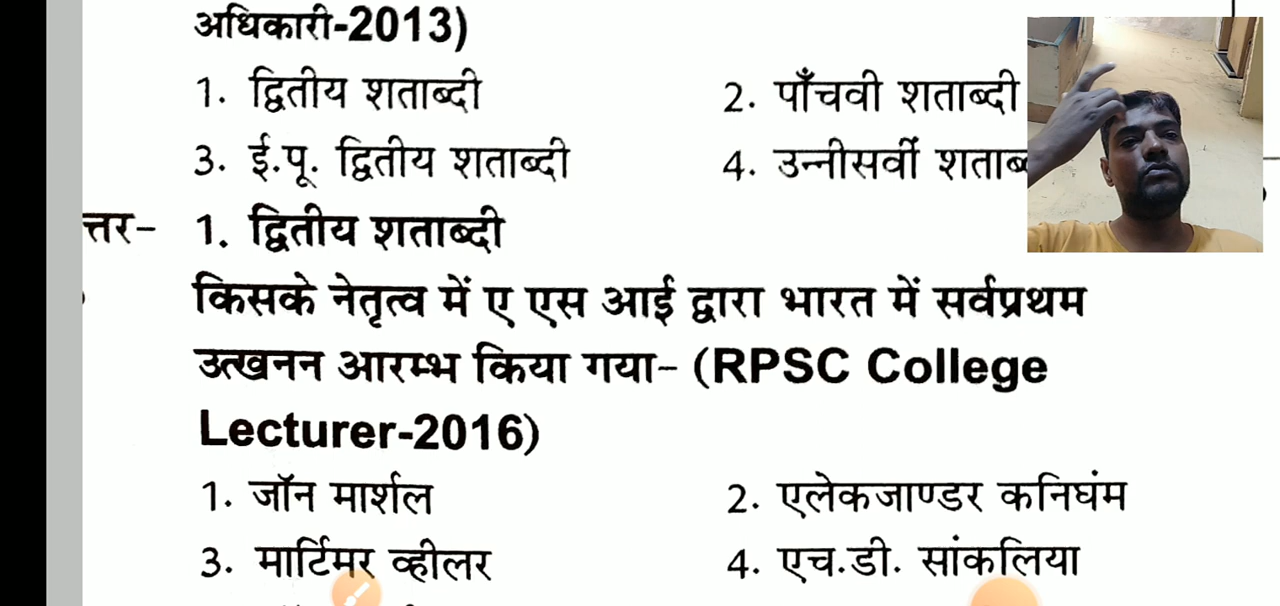 अधिकारी-2013)
1. द्वितीय शताब्दी 2. पाँचवी शताब्दी
3. ई.पू. द्वितीय शताब्दी 4. उन्नीसवीं
त्तर- 1. द्वितीय शताब्दी
किसके नेतृत्व में ए एस आई द्वारा भारत में सर्वप्रथम
उत्खनन आरम्भ किया गया- (RPSC College
Lecturer-2016)
1. जॉन मार्शल 2. एलेकजाण्डर कनिघंम
3. मार्टिमर व्हीलर 4. एच.डी. सांकलिया